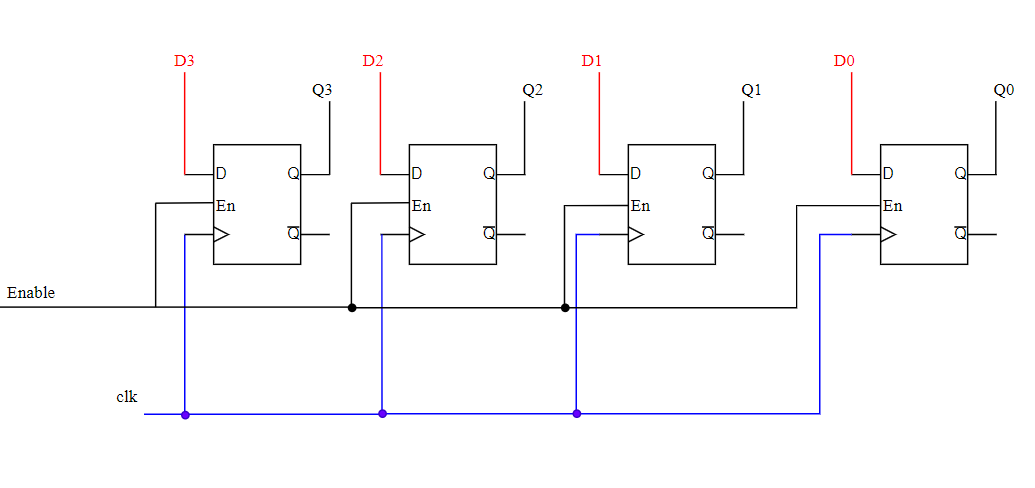 D3 D2 D1 D0
Q3 Q2 Q1 Q0
D Q D Q D Q D Q
En En En En
Q̅ Q̅ Q̅ Q̅
Enable
clk